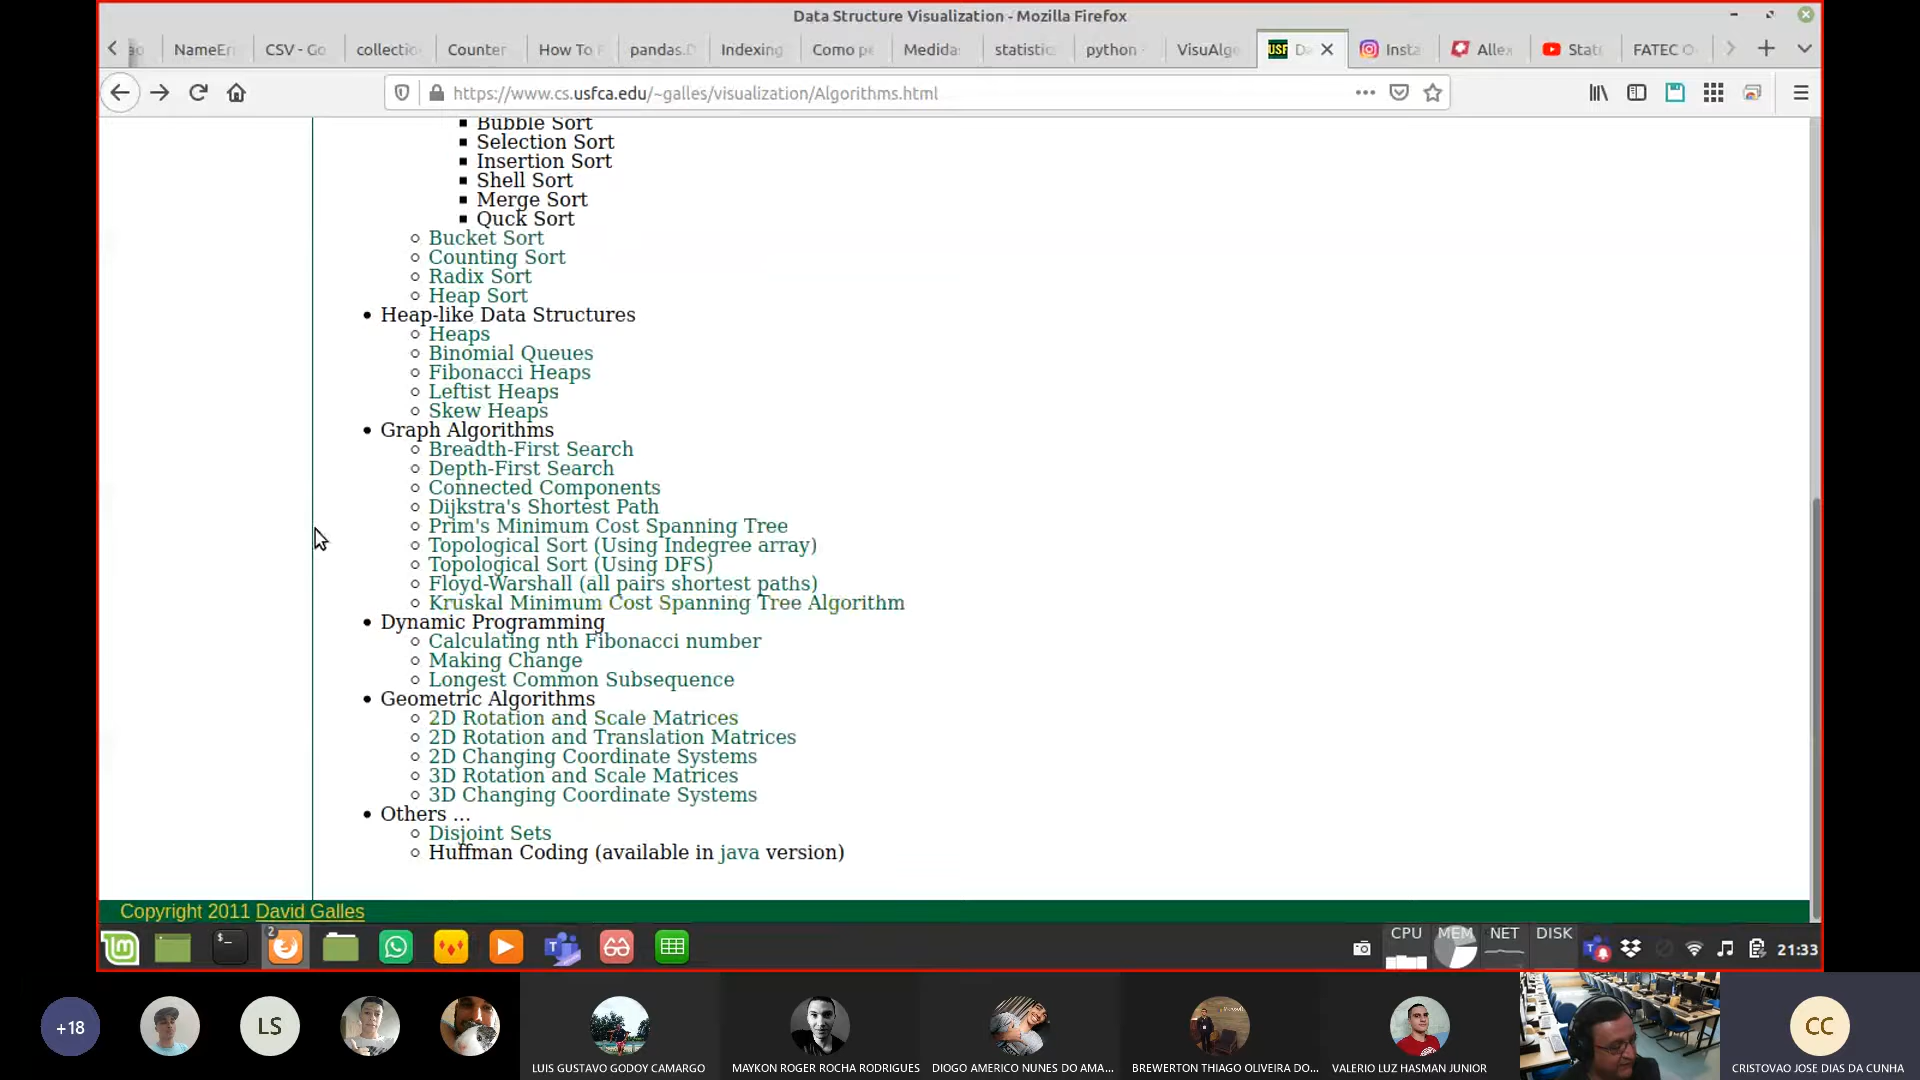 Data Structure Visualization - Mozilla Firefox
NameEr
CSV - Go
collectio
Counter
How To F
pandas.D
Indexing
Como pe
Medida
statistic
python -
VisuAlgo
USF Da
Insta
Allex
Stat
FATEC O
https://www.cs.usfca.edu/~galles/visualization/Algorithms.html
Bubble Sort
Selection Sort
Insertion Sort
Shell Sort
Merge Sort
Quck Sort
Bucket Sort
Counting Sort
Radix Sort
Heap Sort
Heap-like Data Structures
Heaps
Binomial Queues
Fibonacci Heaps
Leftist Heaps
Skew Heaps
Graph Algorithms
Breadth-First Search
Depth-First Search
Connected Components
Dijkstra's Shortest Path
Prim's Minimum Cost Spanning Tree
Topological Sort (Using Indegree array)
Topological Sort (Using DFS)
Floyd-Warshall (all pairs shortest paths)
Kruskal Minimum Cost Spanning Tree Algorithm
Dynamic Programming
Calculating nth Fibonacci number
Making Change
Longest Common Subsequence
Geometric Algorithms
2D Rotation and Scale Matrices
2D Rotation and Translation Matrices
2D Changing Coordinate Systems
3D Rotation and Scale Matrices
3D Changing Coordinate Systems
Others ...
Disjoint Sets
Huffman Coding (available in java version)
Copyright 2011 David Galles
2
CPU MEM NET DISK
21:33
+18
LS
CC
LUIS GUSTAVO GODOY CAMARGO
MAYKON ROGER ROCHA RODRIGUES
DIOGO AMERICO NUNES DO AMA...
BREWERTON THIAGO OLIVEIRA DO...
VALERIO LUZ HASMAN JUNIOR
CRISTOVAO JOSE DIAS DA CUNHA